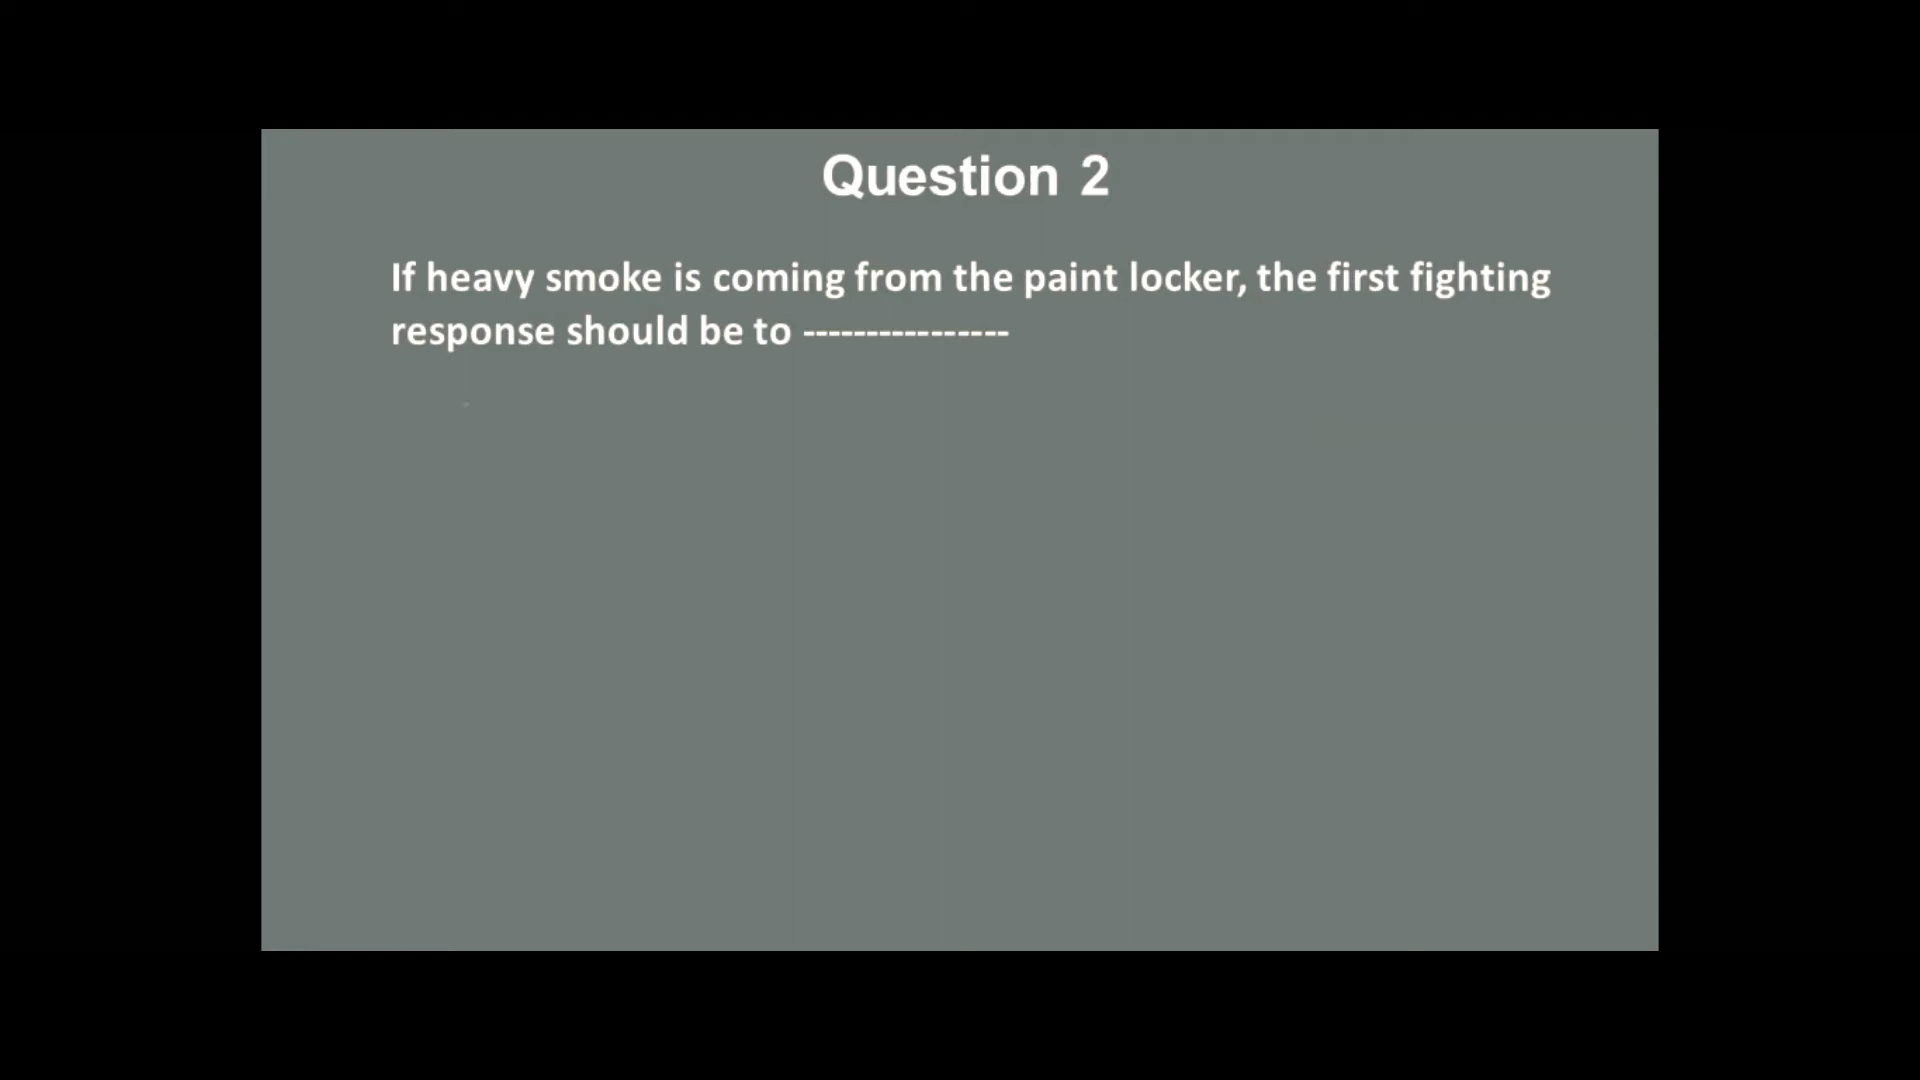 Question 2
If heavy smoke is coming from the paint locker, the first fighting
response should be to ----------------